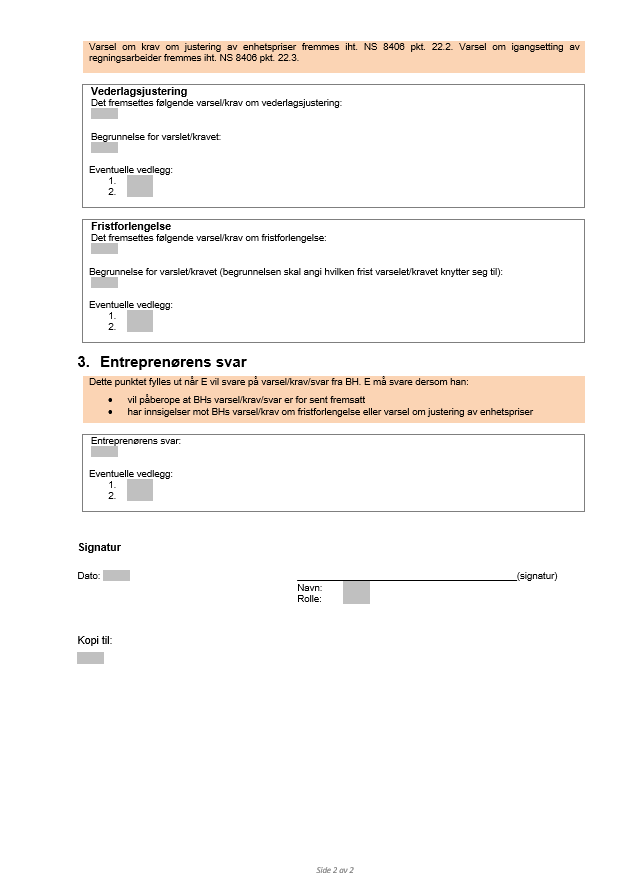 Varsel om krav om justering av enhetspriser fremmes iht. NS 8406 pkt. 22.2. Varsel om igangsetting av
regningsarbeider fremmes iht. NS 8406 pkt. 22.3.
Vederlagsjustering
Det fremsettes følgende varsel/krav om vederlagsjustering:
Begrunnelse for varslet/kravet:
Eventuelle vedlegg:
1.
2.
Fristforlengelse
Det fremsettes følgende varsel/krav om fristforlengelse:
Begrunnelse for varslet/kravet (begrunnelsen skal angi hvilken frist varselet/kravet knytter seg til):
Eventuelle vedlegg:
1.
2.
3. Entreprenørens svar
Dette punktet fylles ut når E vil svare på varsel/krav/svar fra BH. E må svare dersom han:
• vil påberope at BHs varsel/krav/svar er for sent fremsatt
• har innsigelser mot BHs varsel/krav om fristforlengelse eller varsel om justering av enhetspriser
Entreprenørens svar:
Eventuelle vedlegg:
1.
2.
Signatur
Dato:
(signatur)
Navn:
Rolle:
Kopi til:
Side 2 av 2